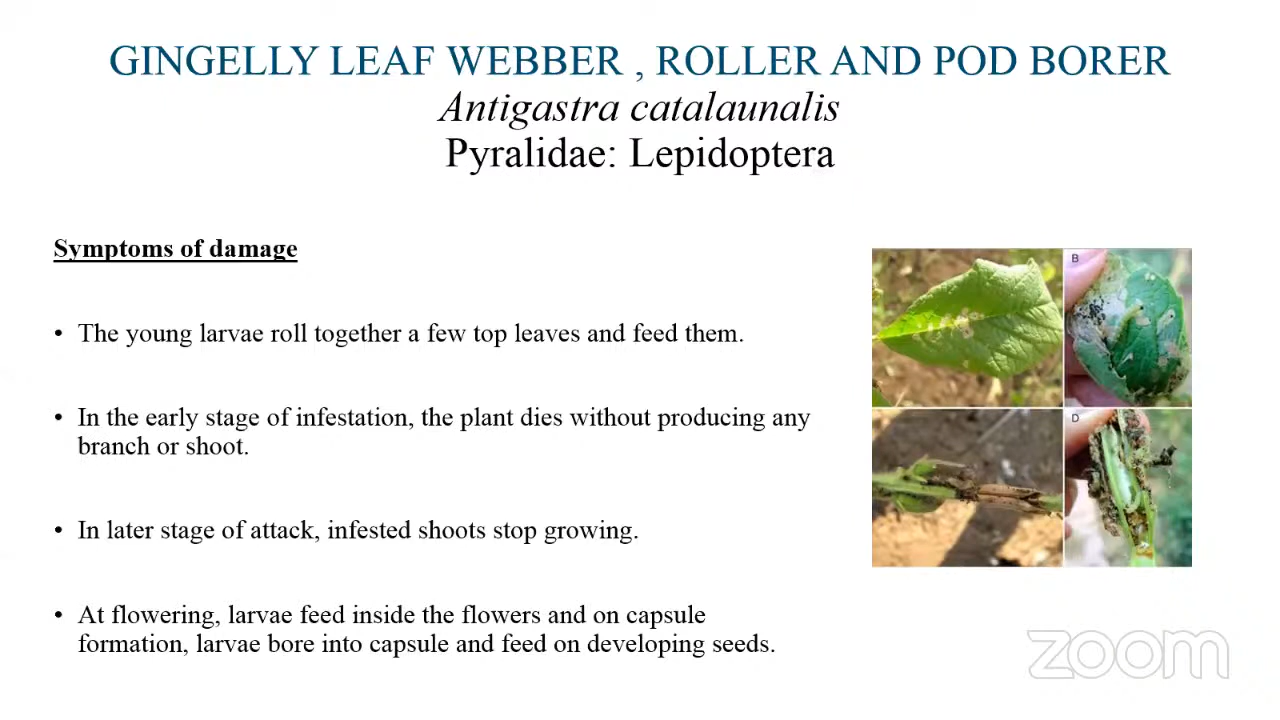 GINGELLY LEAF WEBBER , ROLLER AND POD BORER
Antigastra catalaunalis
Pyralidae: Lepidoptera
Symptoms of damage
• The young larvae roll together a few top leaves and feed them.
• In the early stage of infestation, the plant dies without producing any
branch or shoot.
• In later stage of attack, infested shoots stop growing.
• At flowering, larvae feed inside the flowers and on capsule
formation, larvae bore into capsule and feed on developing seeds.
B
D
zoom